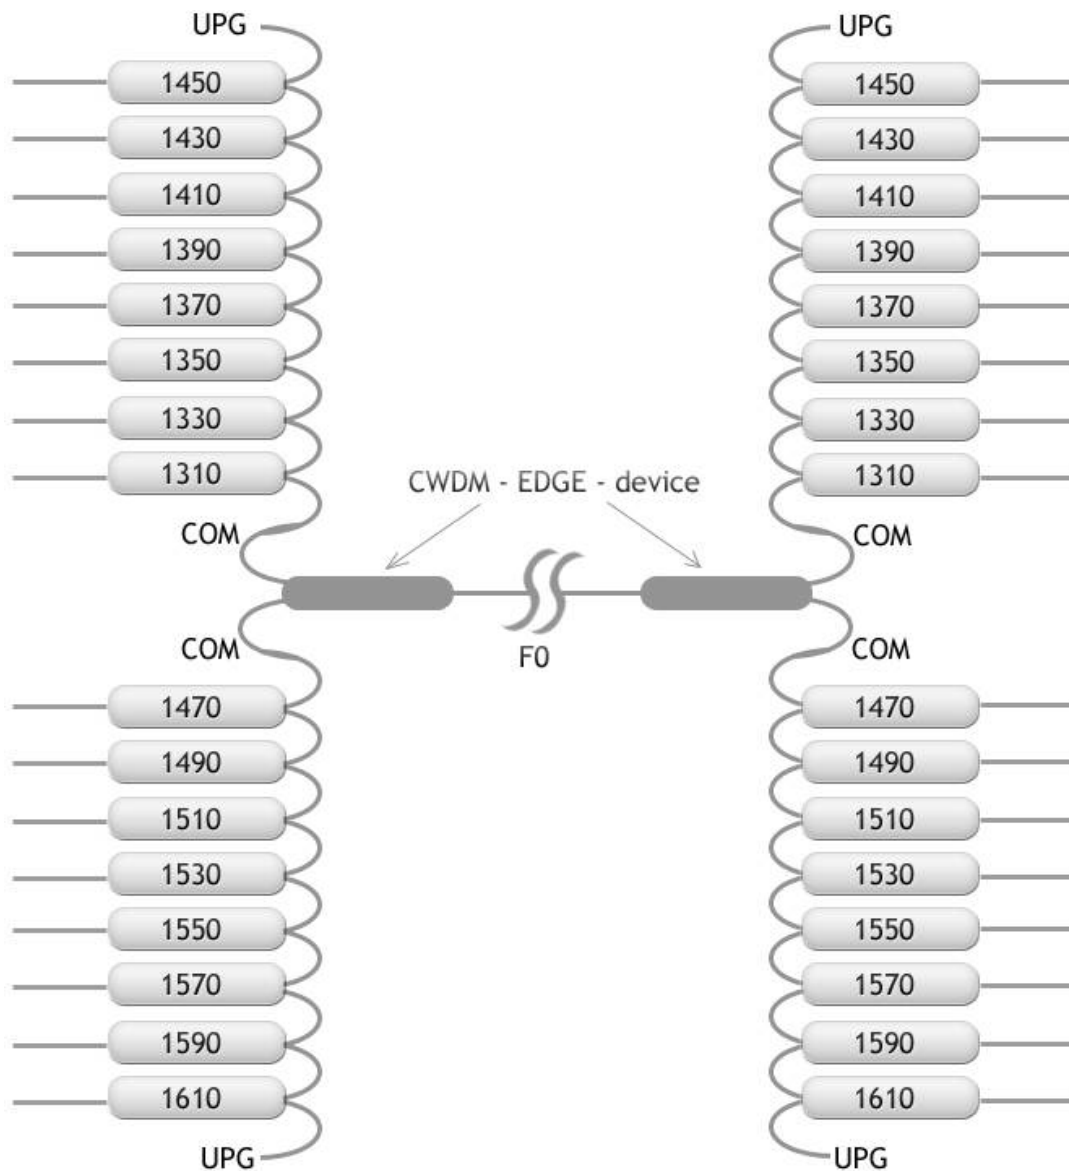 UPG UPG
1450 1450
1430 1430
1410 1410
1390 1390
1370 1370
1350 1350
1330 1330
1310 1310
CWDM - EDGE - device
COM COM
F0
COM COM
1470 1470
1490 1490
1510 1510
1530 1530
1550 1550
1570 1570
1590 1590
1610 1610
UPG UPG